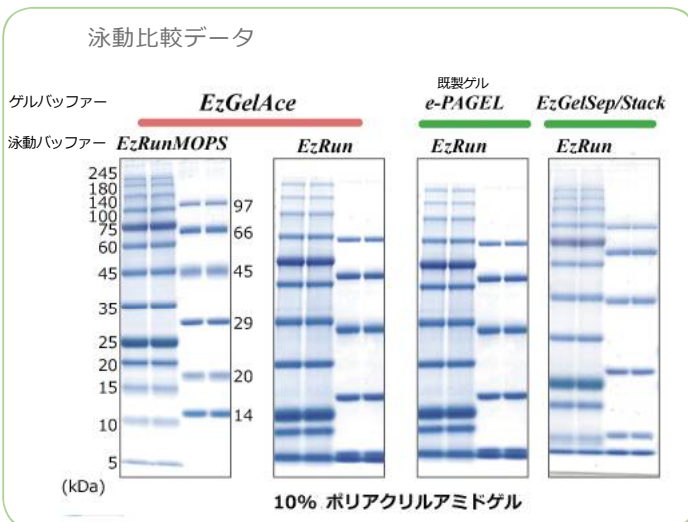 泳動比較データ
ゲルバッファー
EzGelAce
既製ゲル
e-PAGEL
EzGelSep/Stack
泳動バッファー
EzRunMOPS
EzRun
EzRun
EzRun
245
180
140
100
75
60
45
35
25
20
15
10
5
(kDa)
97
66
45
29
20
14
10% ポリアクリルアミドゲル